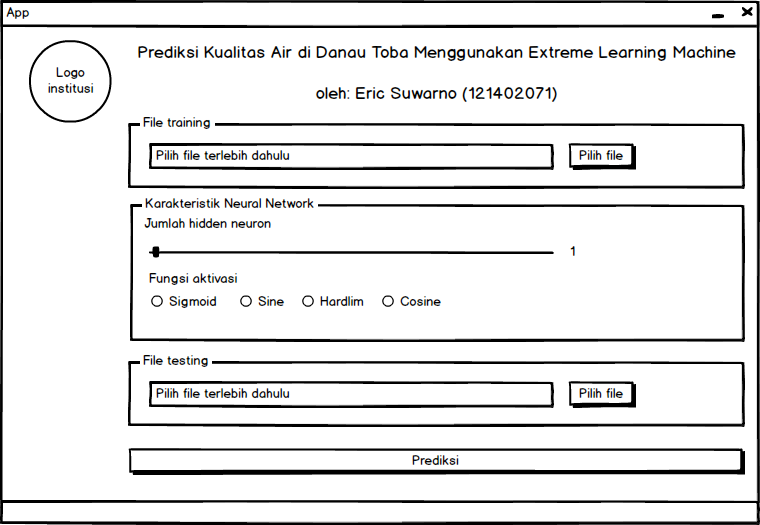 App
Logo
institusi
Prediksi Kualitas Air di Danau Toba Menggunakan Extreme Learning Machine
oleh: Eric Suwarno (121402071)
File training
Pilih file terlebih dahulu
Pilih file
Karakteristik Neural Network
Jumlah hidden neuron
1
Fungsi aktivasi
Sigmoid Sine Hardlim Cosine
File testing
Pilih file terlebih dahulu
Pilih file
Prediksi